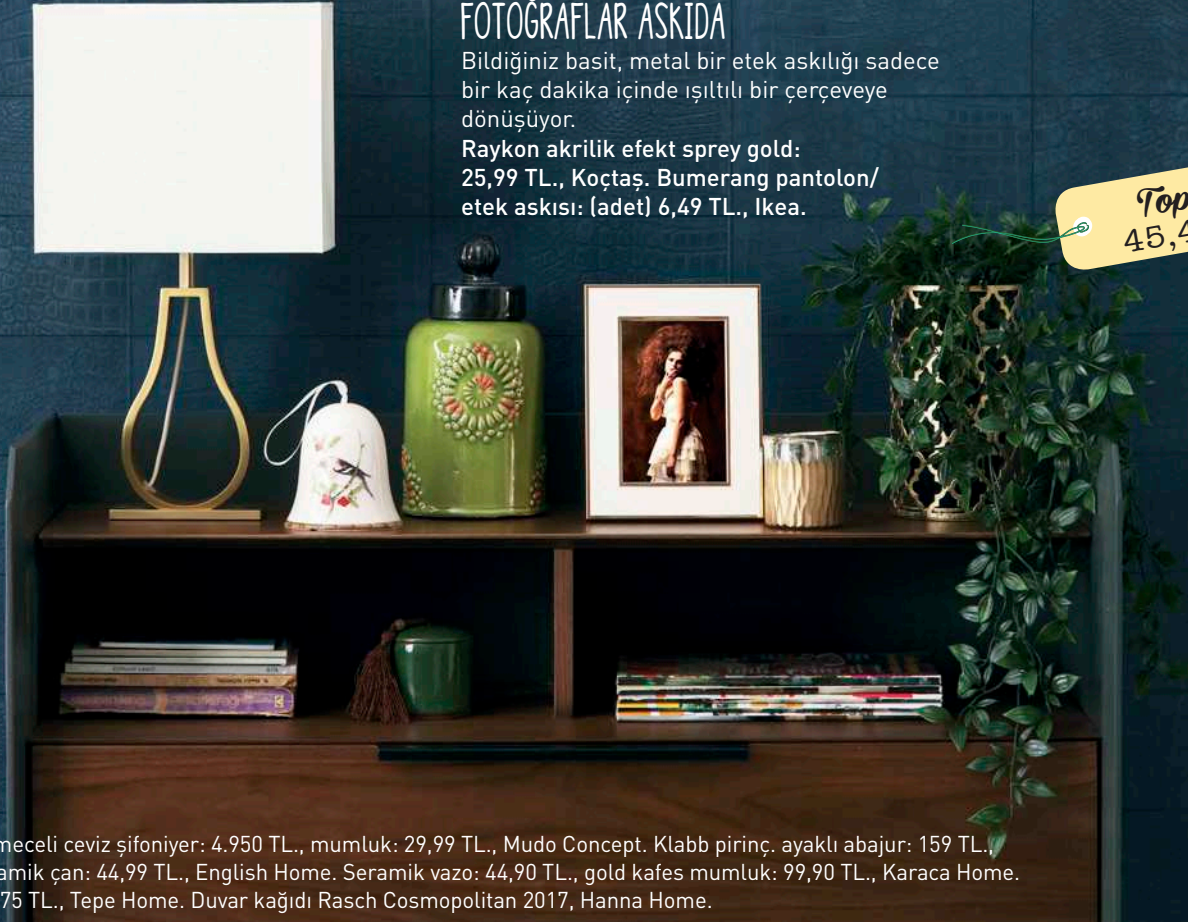 FOTOĞRAFLAR ASKIDA
Bildiğiniz basit, metal bir etek askılığı sadece
bir kaç dakika içinde ışıltılı bir çerçeveye
dönüşüyor.
Raykon akrilik efekt sprey gold:
25,99 TL., Koçtaş. Bumerang pantolon/
etek askısı: (adet) 6,49 TL., Ikea.
Top
45,4
meceli ceviz şifoniyer: 4.950 TL., mumluk: 29,99 TL., Mudo Concept. Klabb pirinç. ayaklı abajur: 159 TL.,
amik çan: 44,99 TL., English Home. Seramik vazo: 44,90 TL., gold kafes mumluk: 99,90 TL., Karaca Home.
75 TL., Tepe Home. Duvar kağıdı Rasch Cosmopolitan 2017, Hanna Home.